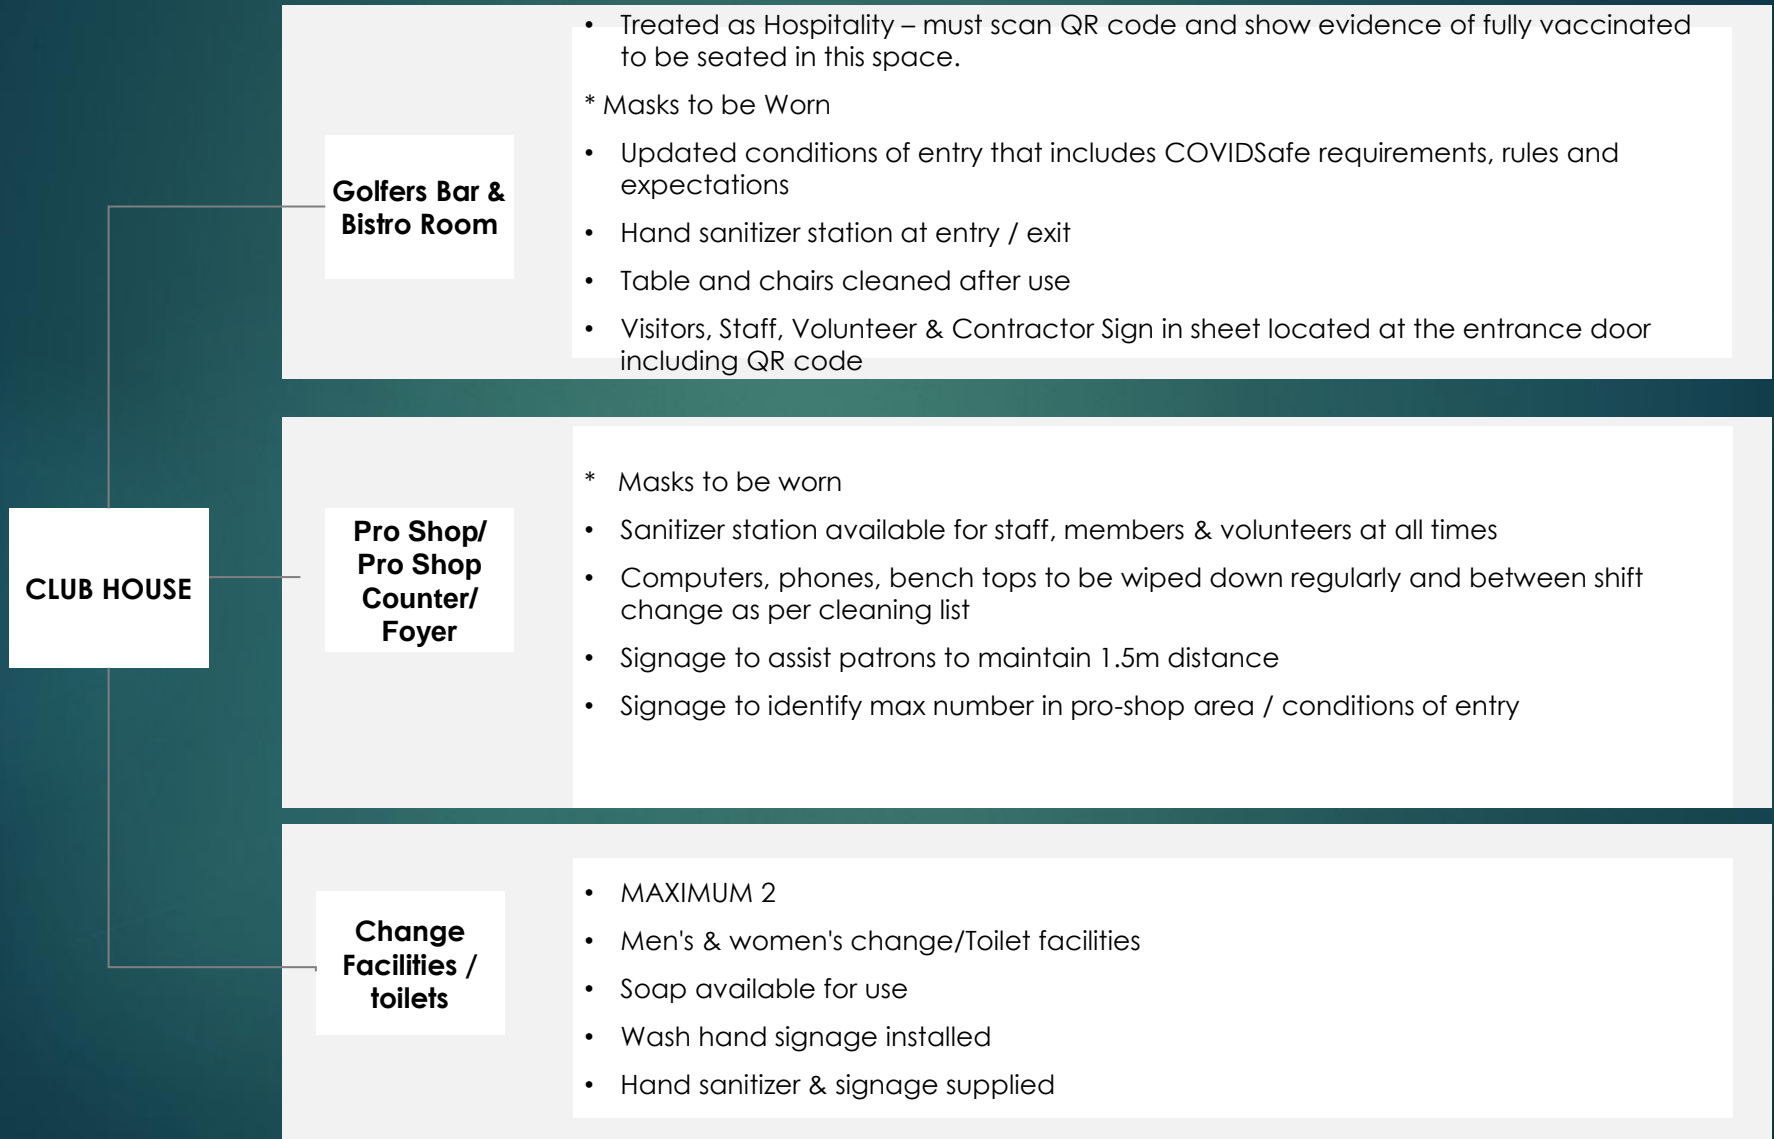 • Treated as Hospitality – must scan QR code and show evidence of fully vaccinated
to be seated in this space.
* Masks to be Worn
• Updated conditions of entry that includes COVIDSafe requirements, rules and
expectations
• Hand sanitizer station at entry / exit
• Table and chairs cleaned after use
• Visitors, Staff, Volunteer & Contractor Sign in sheet located at the entrance door
including QR code
Golfers Bar &
Bistro Room
CLUB HOUSE
Pro Shop/
Pro Shop
Counter/
Foyer
* Masks to be worn
• Sanitizer station available for staff, members & volunteers at all times
• Computers, phones, bench tops to be wiped down regularly and between shift
change as per cleaning list
• Signage to assist patrons to maintain 1.5m distance
• Signage to identify max number in pro-shop area / conditions of entry
Change
Facilities /
toilets
• MAXIMUM 2
• Men's & women's change/Toilet facilities
• Soap available for use
• Wash hand signage installed
• Hand sanitizer & signage supplied